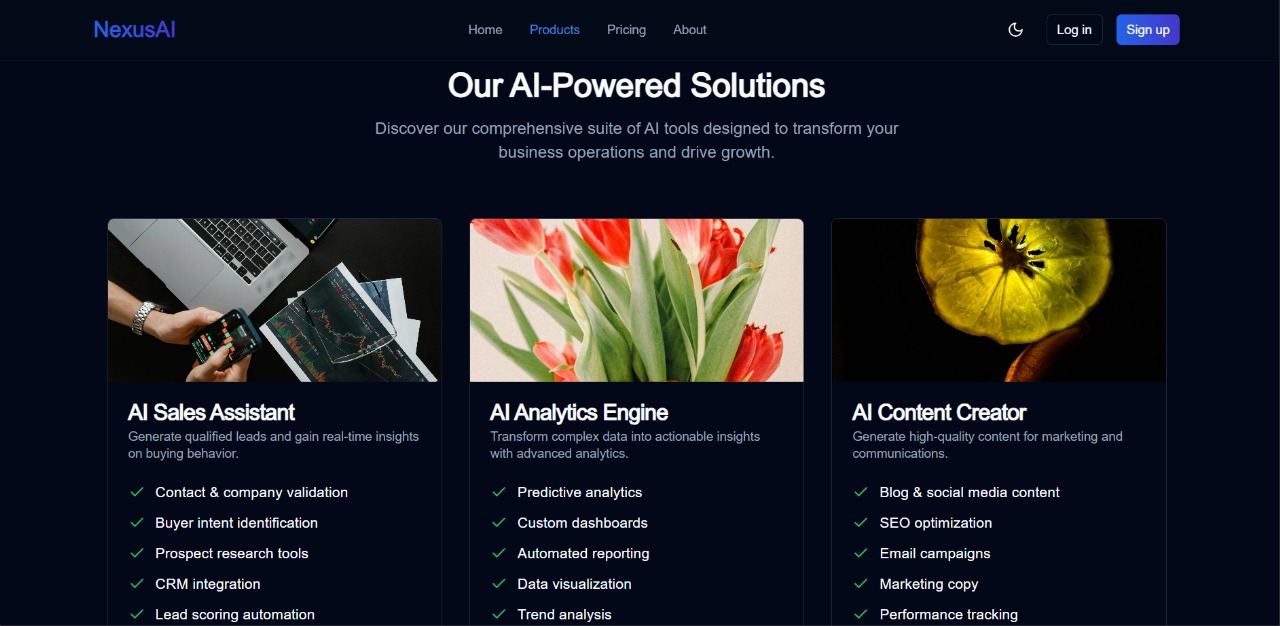 NexusAI
Home
Products
Pricing
About
Log in
Sign up
Our AI-Powered Solutions
Discover our comprehensive suite of AI tools designed to transform your
business operations and drive growth.
AI Sales Assistant
Generate qualified leads and gain real-time insights
on buying behavior.
Contact & company validation
Buyer intent identification
Prospect research tools
CRM integration
Lead scoring automation
AI Analytics Engine
Transform complex data into actionable insights
with advanced analytics.
Predictive analytics
Custom dashboards
Automated reporting
Data visualization
Trend analysis
AI Content Creator
Generate high-quality content for marketing and
communications.
Blog & social media content
SEO optimization
Email campaigns
Marketing copy
Performance tracking